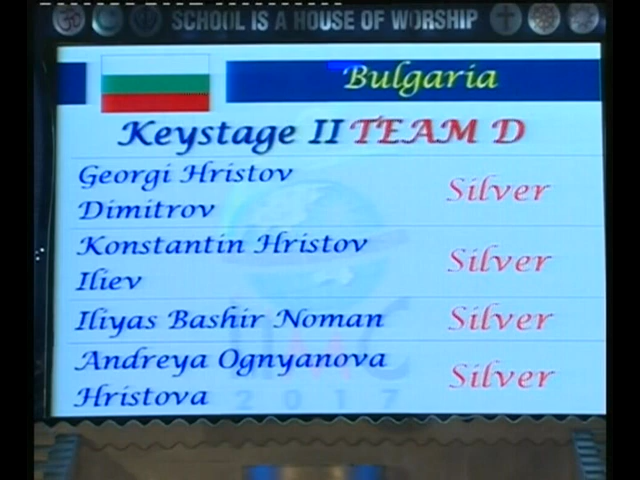 SCHOOL IS A HOUSE OF WORSHIP
Bulgaria
Keystage II TEAM D
Georgi Hristov
Dimitrov
Silver
Konstantin Hristov
Iliev
Silver
Iliyas Bashir Noman
Silver
Andreya Ognyanova
Hristova
Silver
IIMC
2017